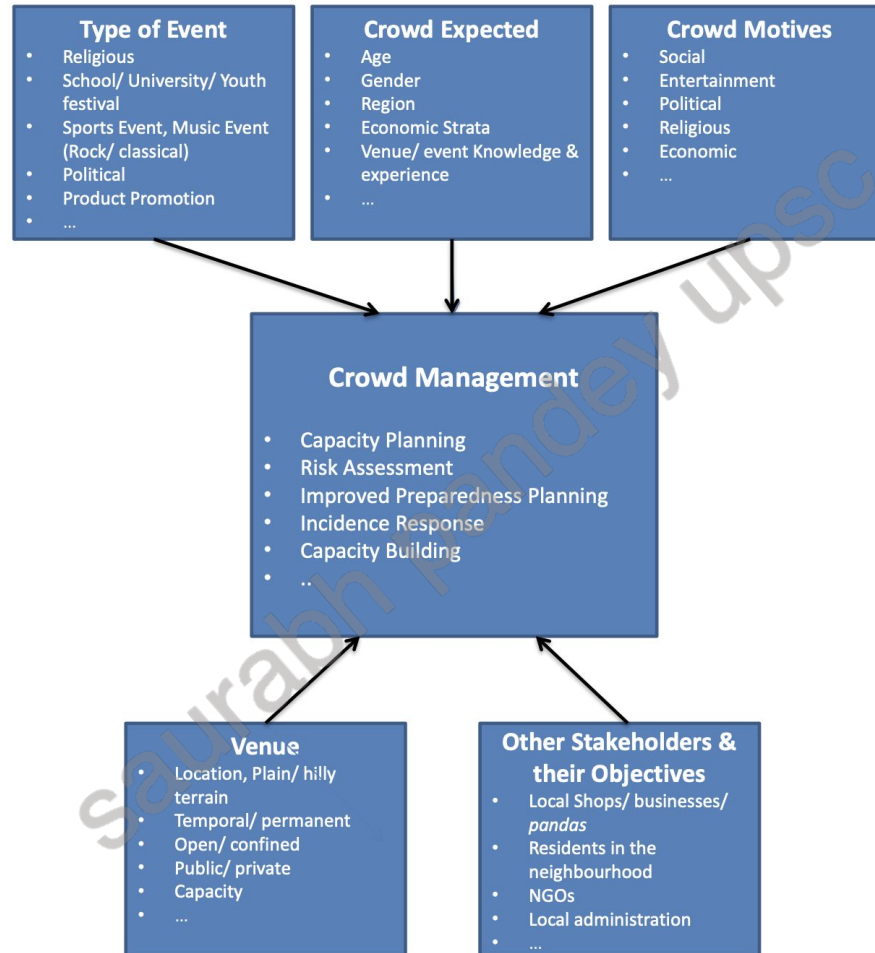 Type of Event
• Religious
• School/ University/ Youth
festival
• Sports Event, Music Event
(Rock/ classical)
• Political
• Product Promotion
• ...
Crowd Expected
• Age
• Gender
• Region
• Economic Strata
• Venue/ event Knowledge &
experience
• ...
Crowd Motives
• Social
• Entertainment
• Political
• Religious
• Economic
• ...
Crowd Management
• Capacity Planning
• Risk Assessment
• Improved Preparedness Planning
• Incidence Response
• Capacity Building
• ..
Venue
• Location, Plain/ hilly
terrain
• Temporal/ permanent
• Open/ confined
• Public/ private
• Capacity
• ...
Other Stakeholders &
their Objectives
• Local Shops/ businesses/
pandas
• Residents in the
neighbourhood
• NGOs
• Local administration
• ...
saurabh pandey upsc